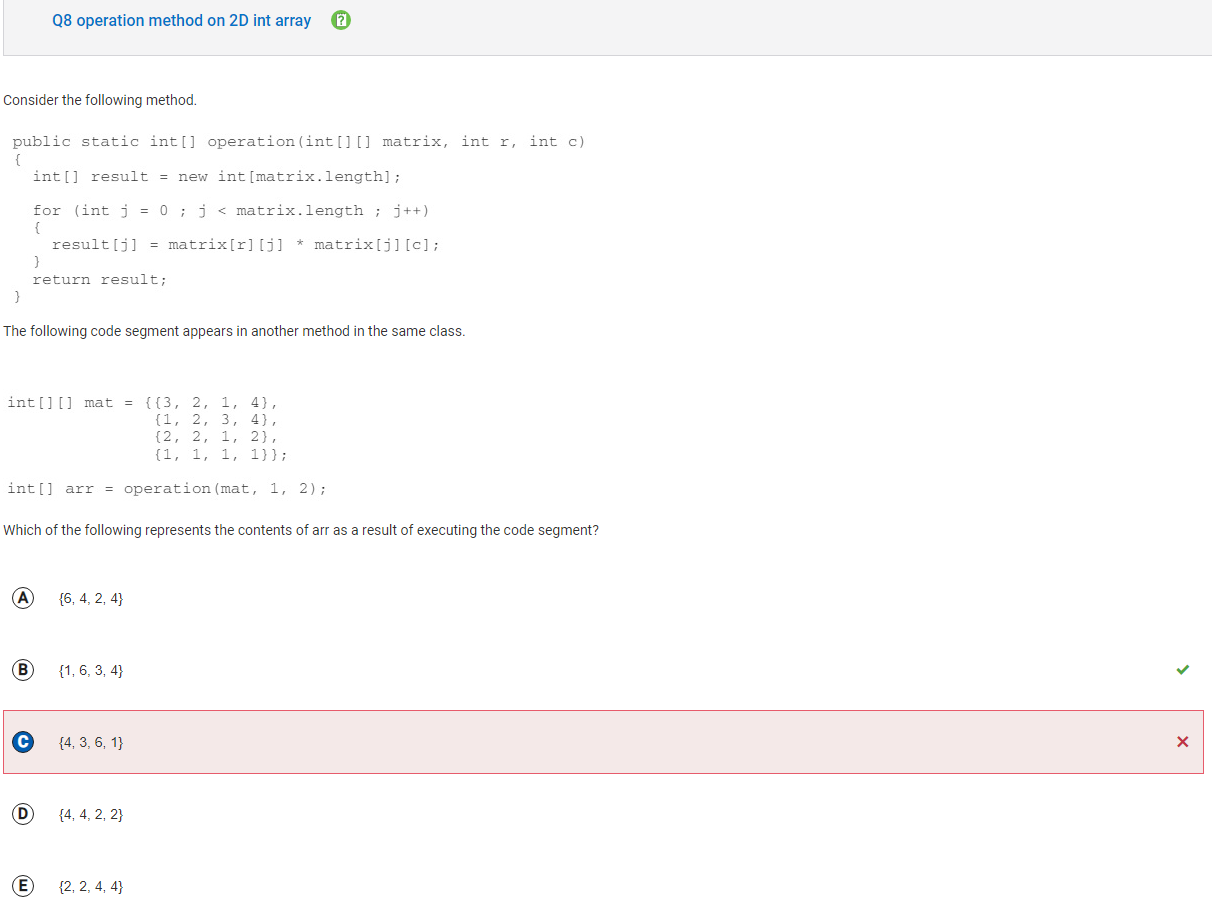 Q8 operation method on 2D int array
Consider the following method.
public static int[] operation(int[][] matrix, int r, int c)
{
int[] result = new int[matrix.length];
for (int j = 0 ; j < matrix.length ; j++)
{
result[j] = matrix[r][j] * matrix[j][c];
}
return result;
}
The following code segment appears in another method in the same class.
int[][] mat = {{3, 2, 1, 4},
{1, 2, 3, 4},
{2, 2, 1, 2},
{1, 1, 1, 1}};
int[] arr = operation(mat, 1, 2);
Which of the following represents the contents of arr as a result of executing the code segment?
A {6, 4, 2, 4}
B {1, 6, 3, 4}
C {4, 3, 6, 1}
D {4, 4, 2, 2}
E {2, 2, 4, 4}